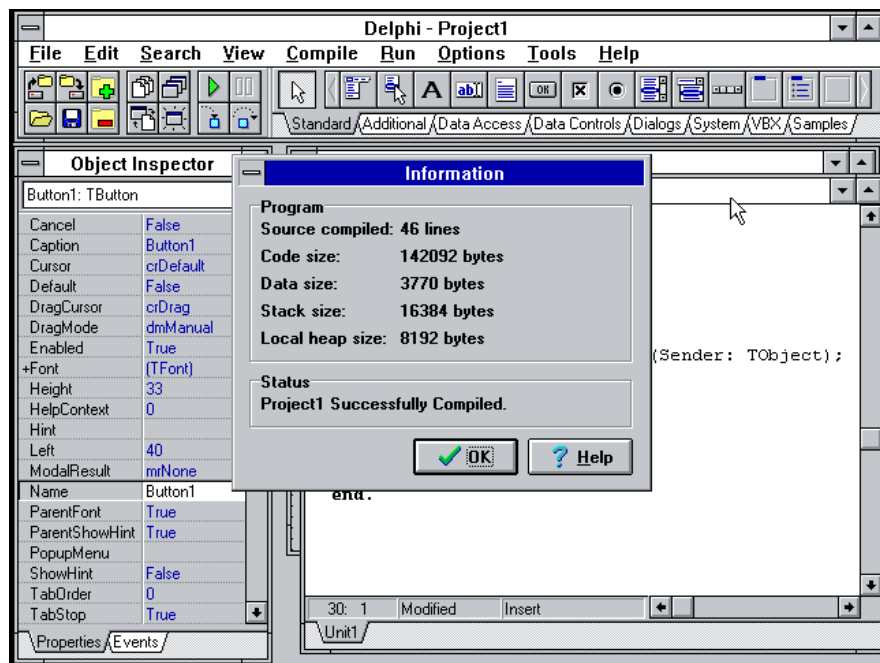 Delphi - Project1
File Edit Search View Compile Run Options Tools Help
A ab OK
Standard Additional Data Access Data Controls Dialogs System VBX Samples
Object Inspector
Button1: TButton
Cancel False
Caption Button1
Cursor crDefault
Default False
DragCursor crDrag
DragMode dmManual
Enabled True
+Font (TFont)
Height 33
HelpContext 0
Hint
Left 40
ModalResult mrNone
Name Button1
ParentFont True
ParentShowHint True
PopupMenu
ShowHint False
TabOrder 0
TabStop True
Properties Events
Information
Program
Source compiled: 46 lines
Code size: 142092 bytes
Data size: 3770 bytes
Stack size: 16384 bytes
Local heap size: 8192 bytes
Status
Project1 Successfully Compiled.
OK Help
(Sender: TObject);
end.
30: 1 Modified Insert
Unit1